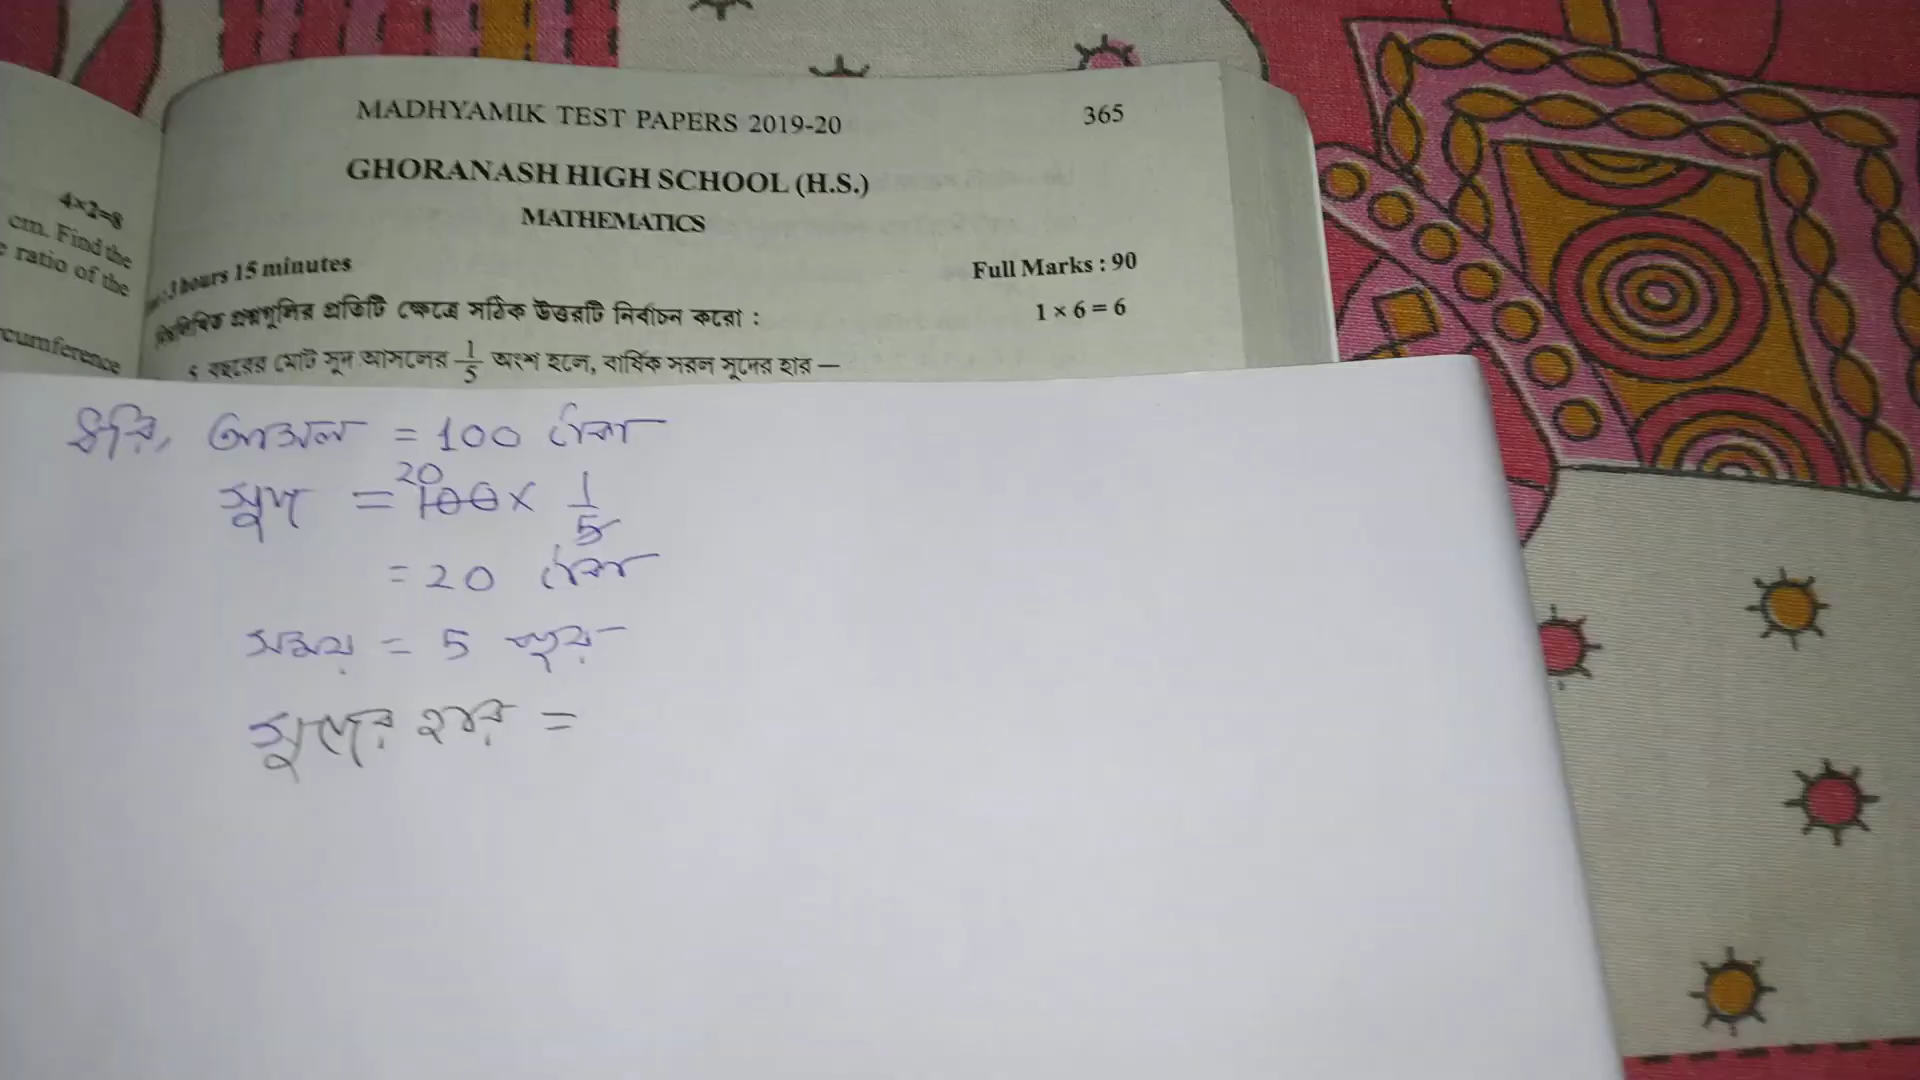 4×2=8
cm. Find the
ratio of the
cumference
MADHYAMIK TEST PAPERS 2019-20
365
GHORANASH HIGH SCHOOL (H.S.)
MATHEMATICS
3 hours 15 minutes
Full Marks : 90
প্রশ্নগুলির প্রতিটি ক্ষেত্রে সঠিক উত্তরটি নির্বাচন করো :
1 × 6 = 6
বছরের মোট সুদ আসলের 1/5 অংশ হলে, বার্ষিক সরল সুদের হার —
ধরি, আসল = 100 টাকা
সুদ = 100 × 1/5
20
= 20 টাকা
সময় = 5 বছর
সুদের হার =